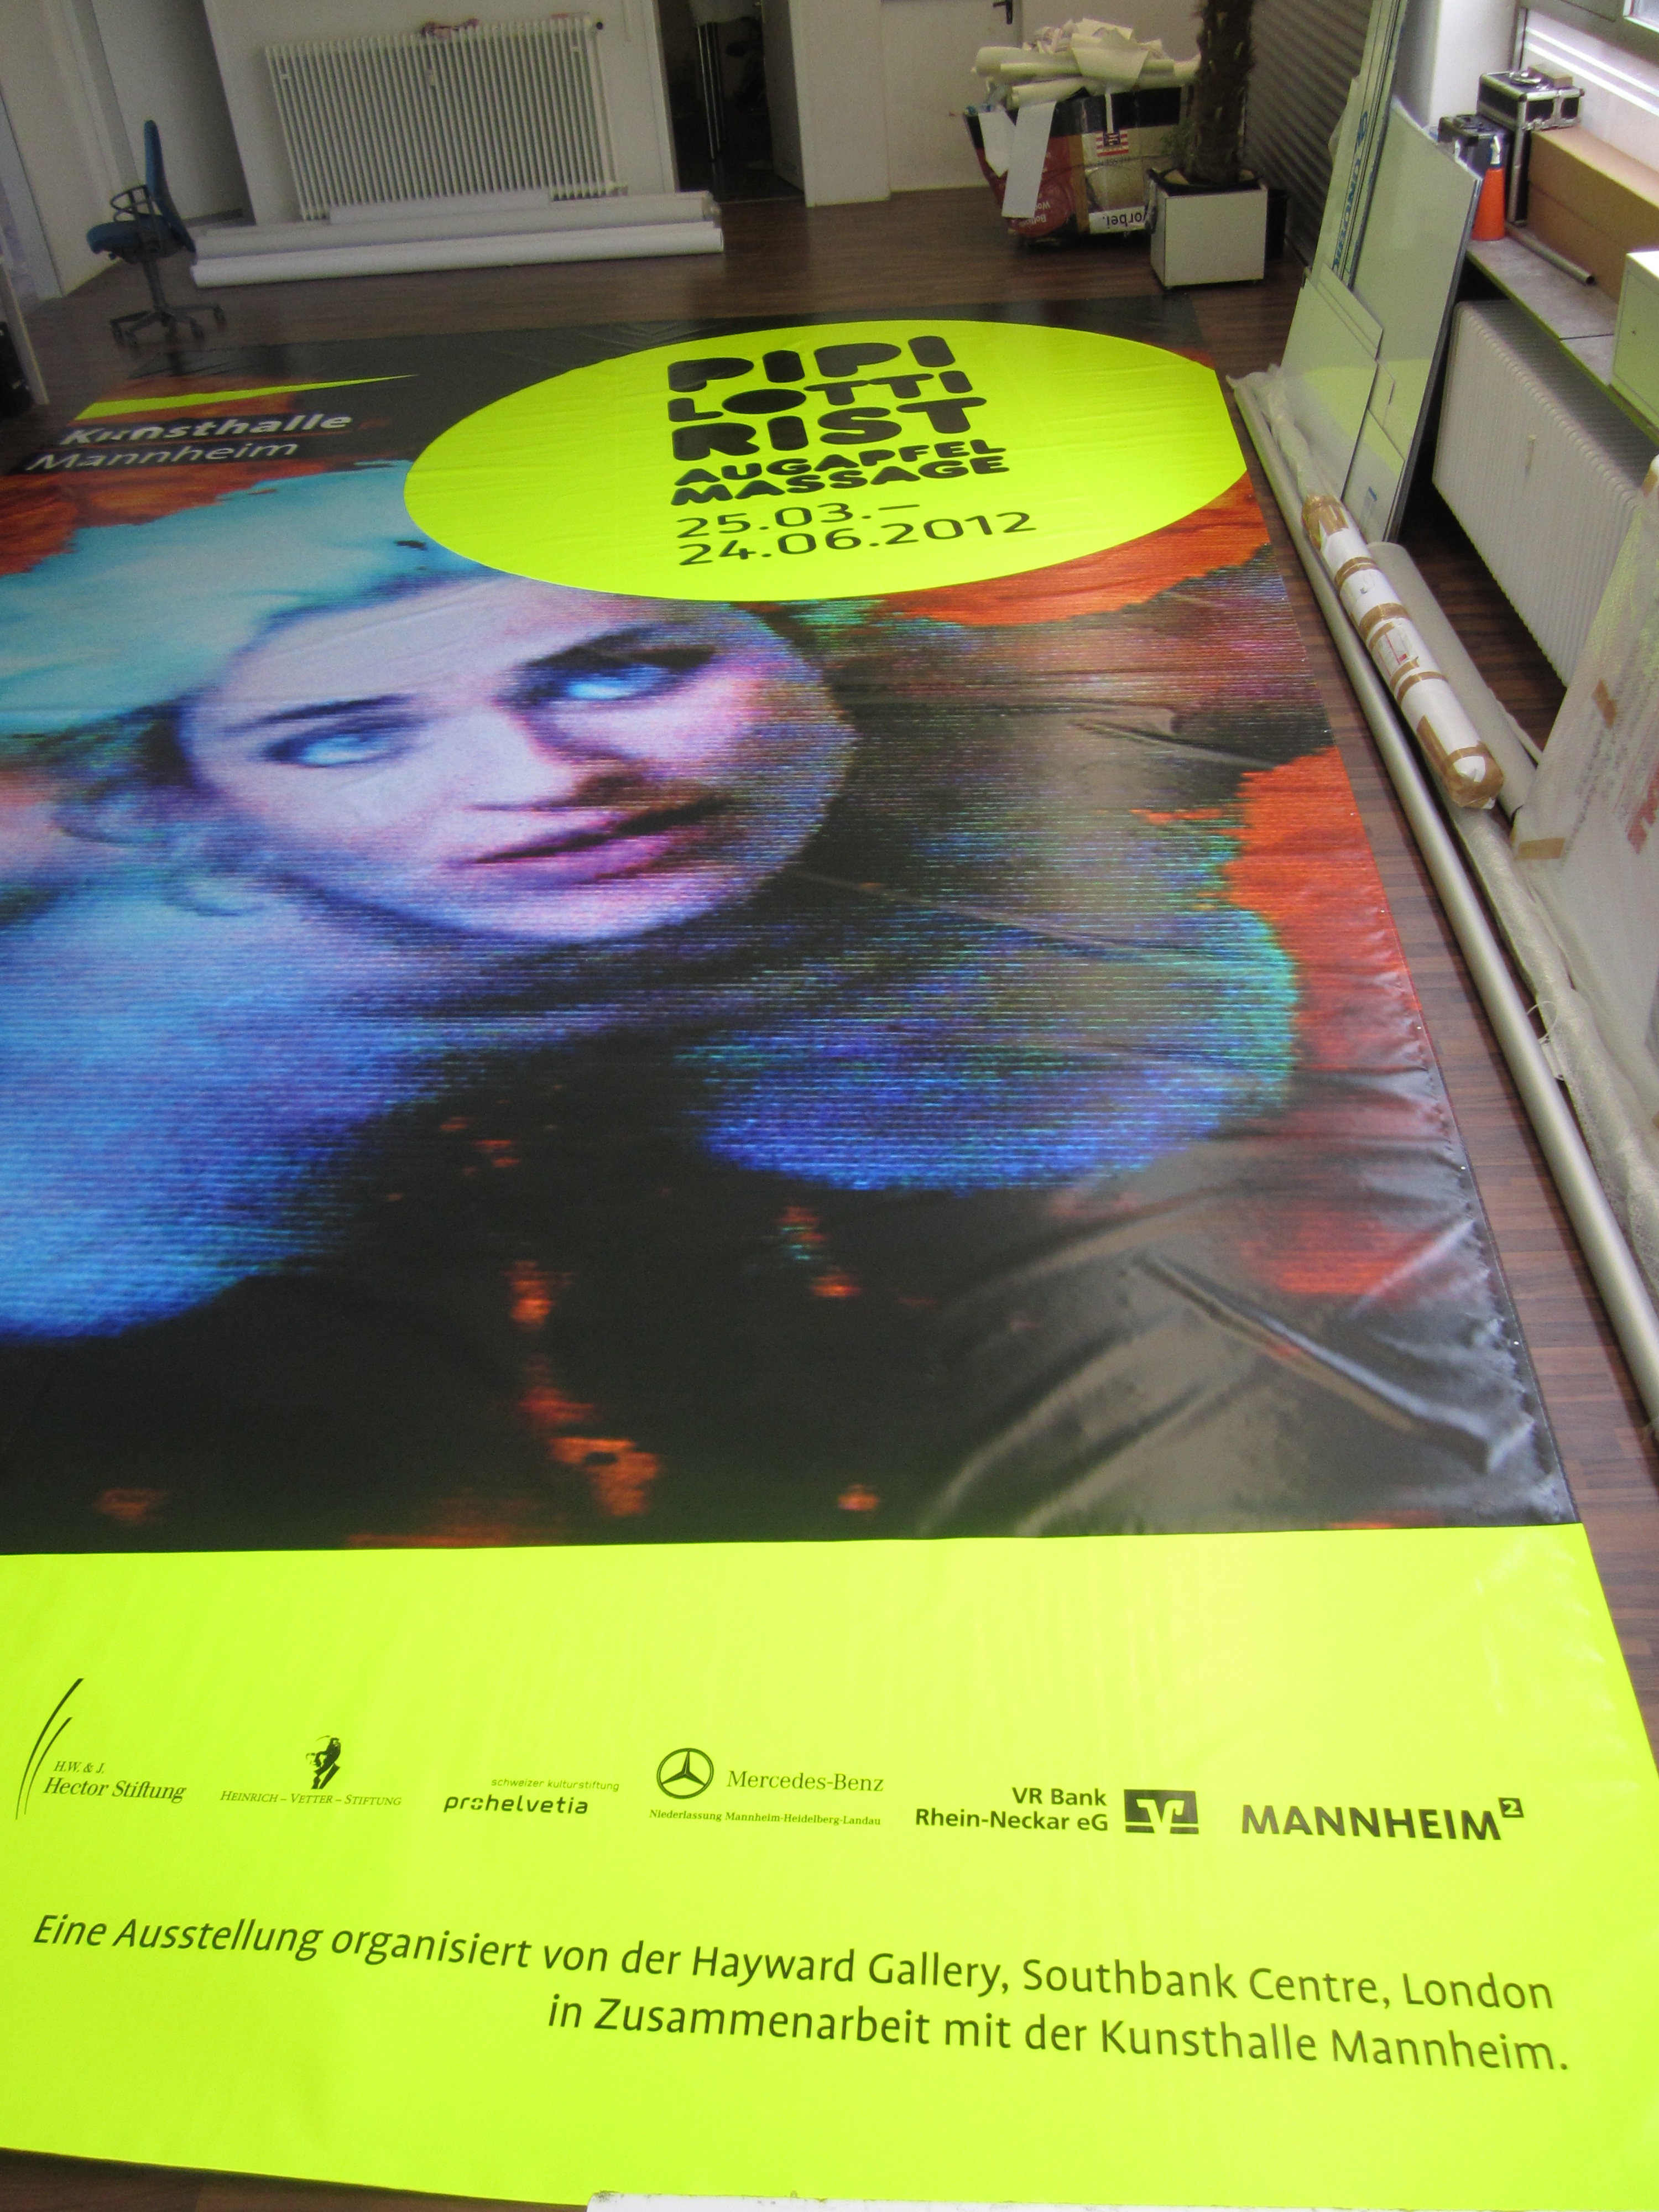 PIPI
LOTTI
RIST
AUGAPFEL
MASSAGE
25.03.–
24.06.2012
Kunsthalle
Mannheim
H.W. & J.
Hector Stiftung
HEINRICH – VETTER – STIFTUNG
schweizer kulturstiftung
prohelvetia
Mercedes-Benz
Niederlassung Mannheim-Heidelberg-Landau
VR Bank
Rhein-Neckar eG
MANNHEIM²
Eine Ausstellung organisiert von der Hayward Gallery, Southbank Centre, London
in Zusammenarbeit mit der Kunsthalle Mannheim.